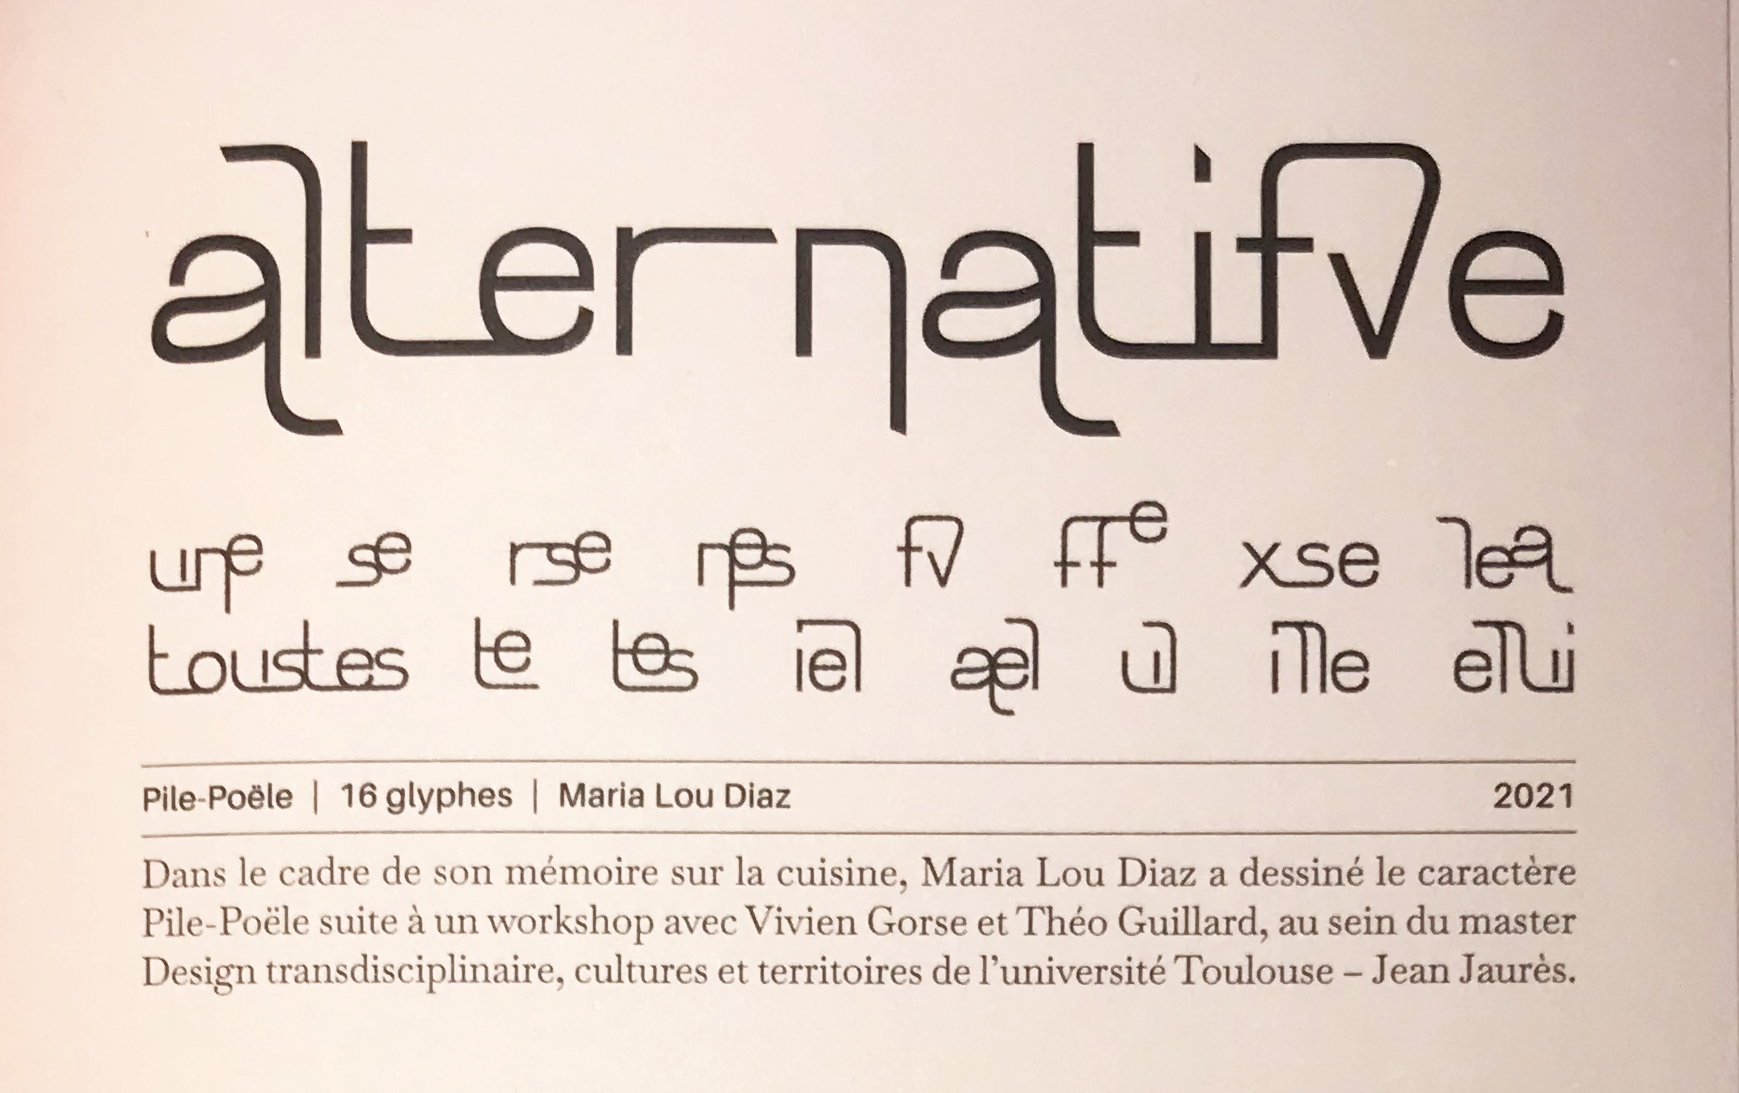 alternatifve
une se rse nes fv ffe xse lea
toustes te tes iel æel ul ille ellui
Pile-Poële | 16 glyphes | Maria Lou Diaz 2021
Dans le cadre de son mémoire sur la cuisine, Maria Lou Diaz a dessiné le caractère
Pile-Poële suite à un workshop avec Vivien Gorse et Théo Guillard, au sein du master
Design transdisciplinaire, cultures et territoires de l’université Toulouse – Jean Jaurès.